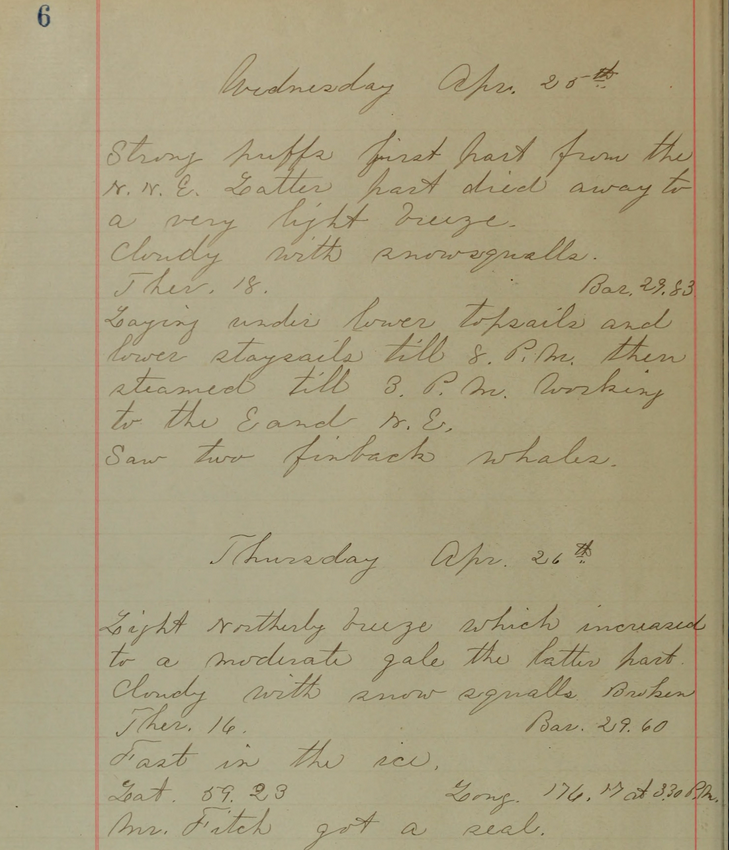 6
Wednesday Apr. 25th
Strong puffs first part from the
N. N. E. Latter part died away to
a very light breeze.
Cloudy with snowsqualls.
Ther. 18. Bar. 29.83
Laying under lower topsails and
lower staysails till 8. P.M. then
steamed till 3. P.M. Working
to the E and N.E.
Saw two finback whales.
Thursday Apr. 26th
Light Northerly breeze which increased
to a moderate gale the latter part.
Cloudy with snow squalls Broken
Ther. 16. Bar. 29.60
Fast in the ice.
Lat. 59.23 Long. 176.17 at 3.30 P.M.
Mr. Fitch got a seal.